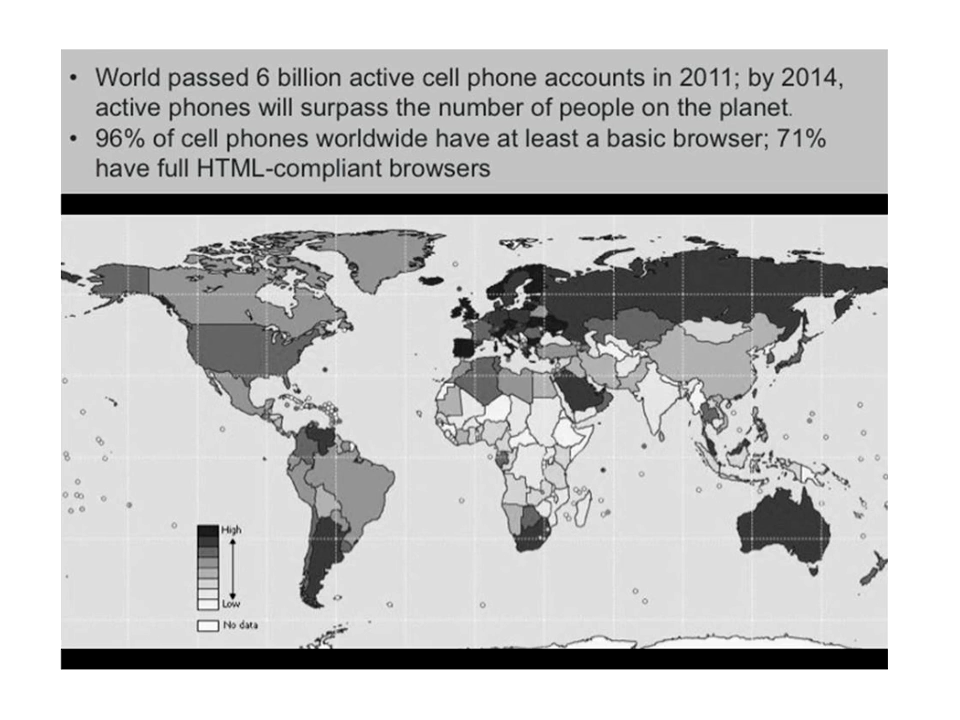 • World passed 6 billion active cell phone accounts in 2011; by 2014,
active phones will surpass the number of people on the planet.
• 96% of cell phones worldwide have at least a basic browser; 71%
have full HTML-compliant browsers
High
Low
No data